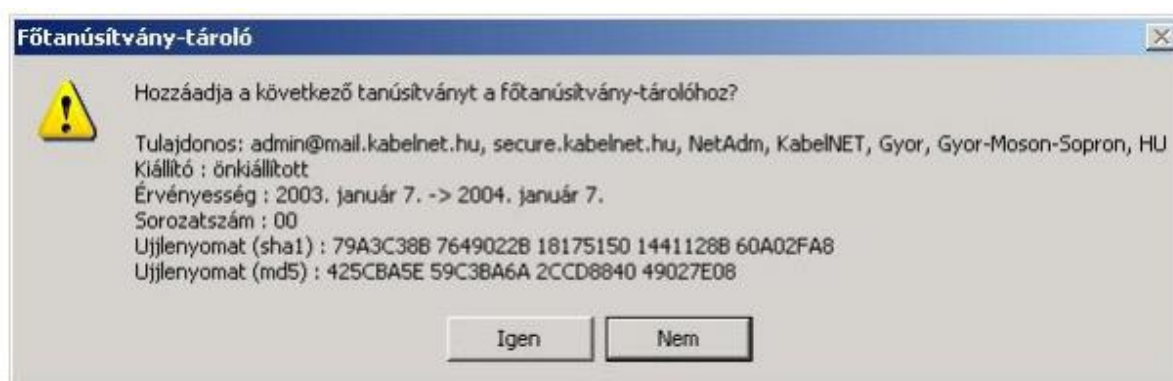 Főtanúsítvány-tároló
Hozzáadja a következő tanúsítványt a főtanúsítvány-tárolóhoz?
Tulajdonos: admin@mail.kabelnet.hu, secure.kabelnet.hu, NetAdm, KabelNET, Gyor, Gyor-Moson-Sopron, HU
Kiállító : önkiállított
Érvényesség : 2003. január 7. -> 2004. január 7.
Sorozatszám : 00
Ujjlenyomat (sha1) : 79A3C38B 7649022B 18175150 1441128B 60A02FA8
Ujjlenyomat (md5) : 425CBA5E 59C3BA6A 2CCD8840 49027E08
Igen
Nem